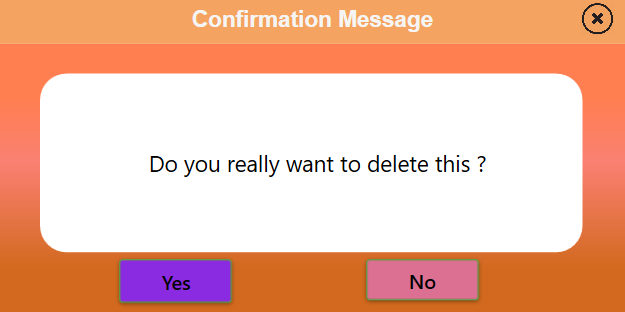 Confirmation Message
Do you really want to delete this ?
Yes
No